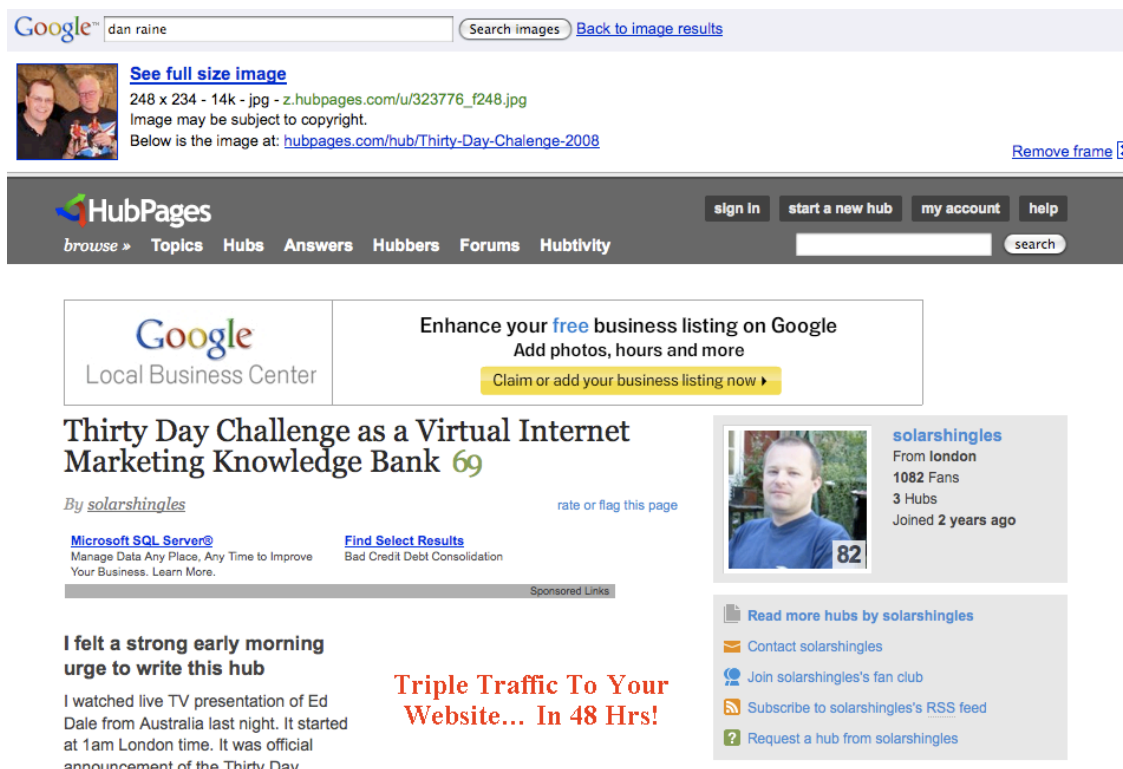 Google™ dan raine Search images Back to image results
See full size image
248 x 234 - 14k - jpg - z.hubpages.com/u/323776_f248.jpg
Image may be subject to copyright.
Below is the image at: hubpages.com/hub/Thirty-Day-Chalenge-2008
Remove frame
HubPages
sign in start a new hub my account help
browse » Topics Hubs Answers Hubbers Forums Hubtivity
search
Google
Local Business Center
Enhance your free business listing on Google
Add photos, hours and more
Claim or add your business listing now
Thirty Day Challenge as a Virtual Internet
Marketing Knowledge Bank 69
By solarshingles
rate or flag this page
Microsoft SQL Server®
Manage Data Any Place, Any Time to Improve
Your Business. Learn More.
Find Select Results
Bad Credit Debt Consolidation
Sponsored Links
I felt a strong early morning
urge to write this hub
I watched live TV presentation of Ed
Dale from Australia last night. It started
at 1am London time. It was official
announcement of the Thirty Day
Triple Traffic To Your
Website... In 48 Hrs!
82
solarshingles
From london
1082 Fans
3 Hubs
Joined 2 years ago
Read more hubs by solarshingles
Contact solarshingles
Join solarshingles's fan club
Subscribe to solarshingles's RSS feed
Request a hub from solarshingles